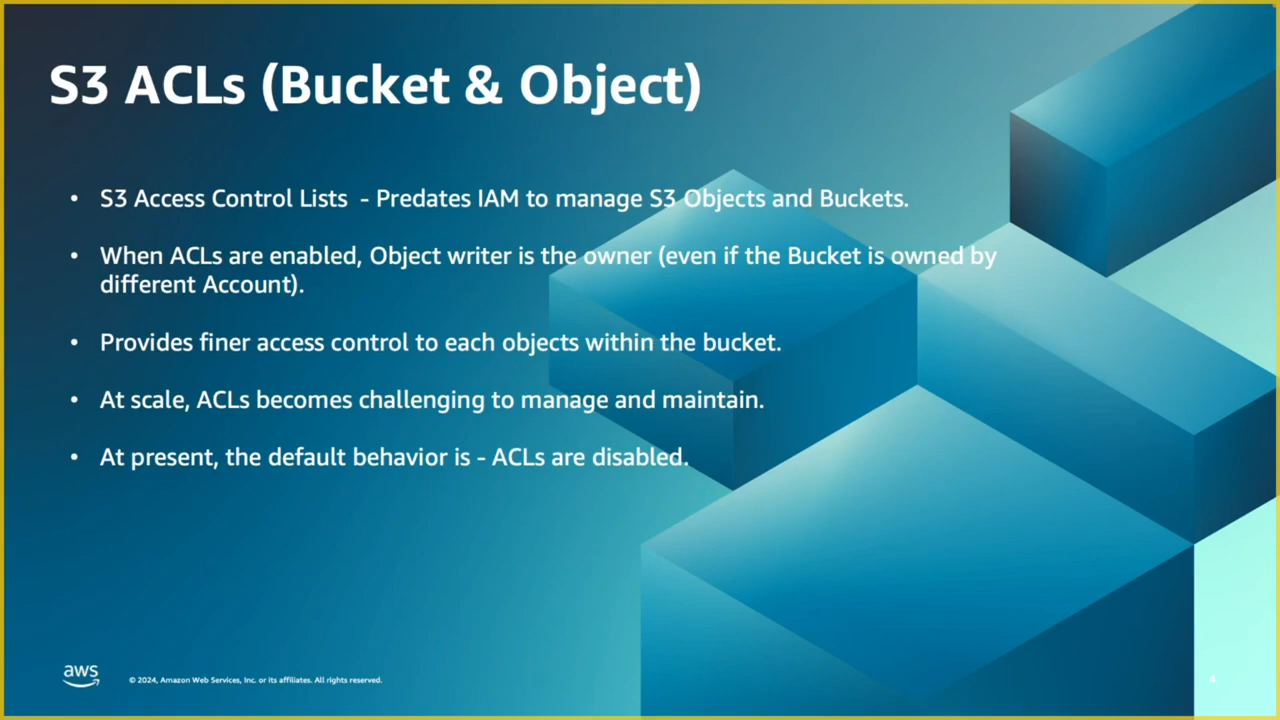 S3 ACLs (Bucket & Object)
• S3 Access Control Lists - Predates IAM to manage S3 Objects and Buckets.
• When ACLs are enabled, Object writer is the owner (even if the Bucket is owned by
different Account).
• Provides finer access control to each objects within the bucket.
• At scale, ACLs becomes challenging to manage and maintain.
• At present, the default behavior is - ACLs are disabled.
aws
© 2024, Amazon Web Services, Inc. or its affiliates. All rights reserved.
4